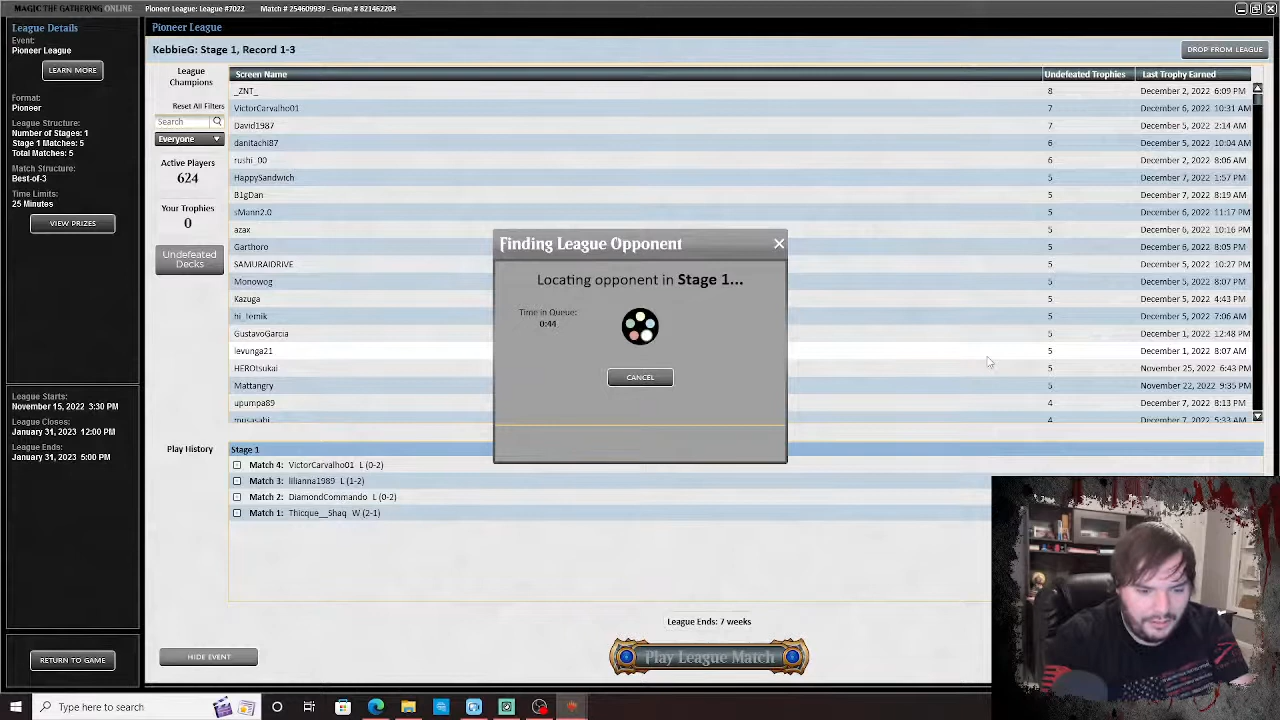 MAGIC THE GATHERING ONLINE
Pioneer League: League #7022
Match # 254609939 - Game # 821462204
League Details
Event:
Pioneer League
LEARN MORE
Format:
Pioneer
League Structure:
Number of Stages: 1
Stage 1 Matches: 5
Total Matches: 5
Match Structure:
Best-of-3
Time Limits:
25 Minutes
VIEW PRIZES
League Starts:
November 15, 2022 3:30 PM
League Closes:
January 31, 2023 12:00 PM
League Ends:
January 31, 2023 5:00 PM
RETURN TO GAME
Pioneer League
KebbieG: Stage 1, Record 1-3
DROP FROM LEAGUE
League
Champions
Reset All Filters
Search
Everyone
Active Players
624
Your Trophies
0
Undefeated
Decks
Screen Name Undefeated Trophies Last Trophy Earned
_ZNT_ 8 December 2, 2022 6:09 PM
VictorCarvalho01 7 December 6, 2022 10:31 AM
David1987 7 December 5, 2022 2:14 AM
danitachi87 6 December 5, 2022 10:04 AM
rushi_00 6 December 2, 2022 8:06 AM
HappySandwich 5 December 7, 2022 1:57 PM
B1gDan 5 December 7, 2022 8:19 AM
sMann2.0 5 December 6, 2022 11:17 PM
azax 5 December 6, 2022 10:16 PM
Garthoro 5 December 6, 2022 8:05 PM
SAMURAIDRIVE 5 December 5, 2022 10:27 PM
Monowog 5 December 5, 2022 8:07 PM
Kazuga 5 December 5, 2022 4:43 PM
hi_temik 5 December 5, 2022 7:06 AM
GustavoGarcia 5 December 1, 2022 12:48 PM
levunga21 5 December 1, 2022 8:07 AM
HEROtsukai 5 November 25, 2022 6:43 PM
Mattangry 5 November 22, 2022 9:35 PM
upumpa89 4 December 7, 2022 8:13 PM
musasabi 4 December 7, 2022 5:33 AM
Finding League Opponent
Locating opponent in Stage 1...
Time in Queue:
0:44
CANCEL
Play History
Stage 1
Match 4: VictorCarvalho01 L (0-2)
Match 3: lilianna1989 L (1-2)
Match 2: DiamondCommando L (0-2)
Match 1: Thicque__Shaq W (2-1)
League Ends: 7 weeks
HIDE EVENT
Play League Match
Type here to search